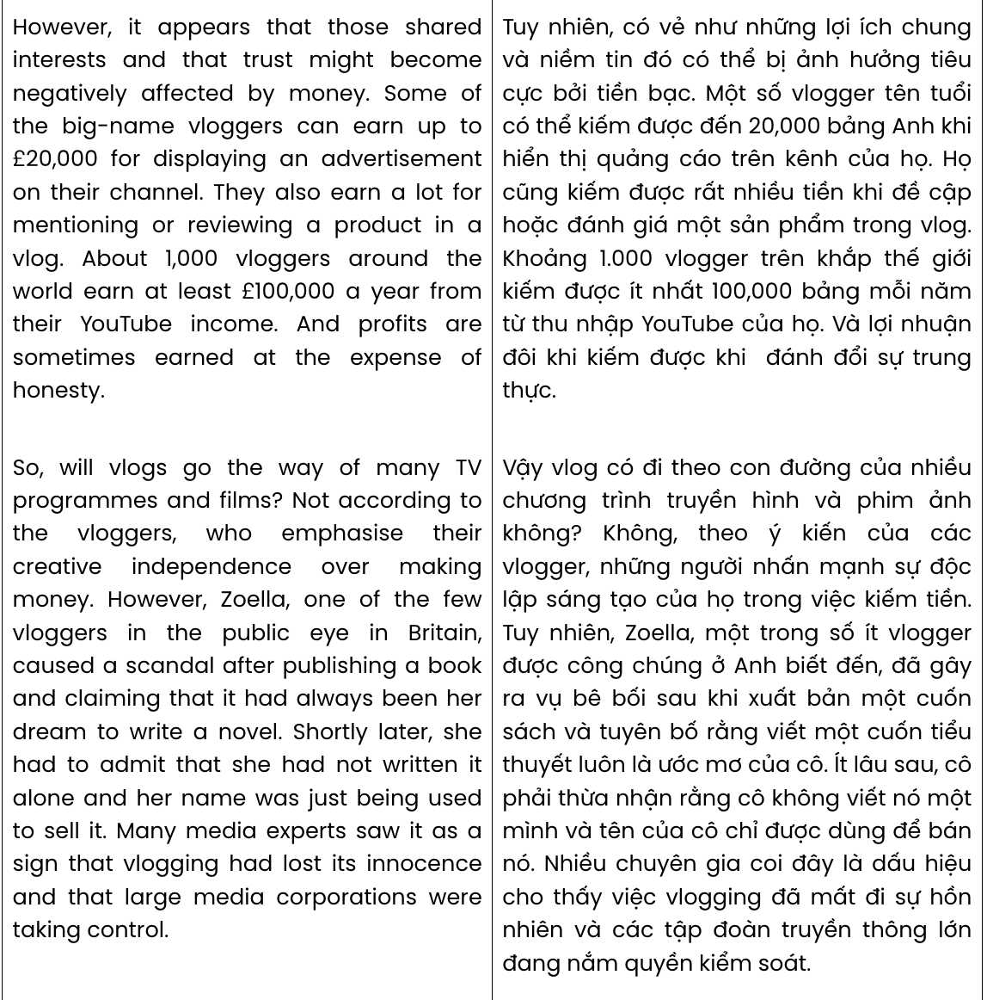 However, it appears that those shared
interests and that trust might become
negatively affected by money. Some of
the big-name vloggers can earn up to
£20,000 for displaying an advertisement
on their channel. They also earn a lot for
mentioning or reviewing a product in a
vlog. About 1,000 vloggers around the
world earn at least £100,000 a year from
their YouTube income. And profits are
sometimes earned at the expense of
honesty.
So, will vlogs go the way of many TV
programmes and films? Not according to
the vloggers, who emphasise their
creative independence over making
money. However, Zoella, one of the few
vloggers in the public eye in Britain,
caused a scandal after publishing a book
and claiming that it had always been her
dream to write a novel. Shortly later, she
had to admit that she had not written it
alone and her name was just being used
to sell it. Many media experts saw it as a
sign that vlogging had lost its innocence
and that large media corporations were
taking control.
Tuy nhiên, có vẻ như những lợi ích chung
và niềm tin đó có thể bị ảnh hưởng tiêu
cực bởi tiền bạc. Một số vlogger tên tuổi
có thể kiếm được đến 20,000 bảng Anh khi
hiển thị quảng cáo trên kênh của họ. Họ
cũng kiếm được rất nhiều tiền khi đề cập
hoặc đánh giá một sản phẩm trong vlog.
Khoảng 1.000 vlogger trên khắp thế giới
kiếm được ít nhất 100,000 bảng mỗi năm
từ thu nhập YouTube của họ. Và lợi nhuận
đôi khi kiếm được khi đánh đổi sự trung
thực.
Vậy vlog có đi theo con đường của nhiều
chương trình truyền hình và phim ảnh
không? Không, theo ý kiến của các
vlogger, những người nhấn mạnh sự độc
lập sáng tạo của họ trong việc kiếm tiền.
Tuy nhiên, Zoella, một trong số ít vlogger
được công chúng ở Anh biết đến, đã gây
ra vụ bê bối sau khi xuất bản một cuốn
sách và tuyên bố rằng viết một cuốn tiểu
thuyết luôn là ước mơ của cô. Ít lâu sau, cô
phải thừa nhận rằng cô không viết nó một
mình và tên của cô chỉ được dùng để bán
nó. Nhiều chuyên gia coi đây là dấu hiệu
cho thấy việc vlogging đã mất đi sự hồn
nhiên và các tập đoàn truyền thông lớn
đang nắm quyền kiểm soát.